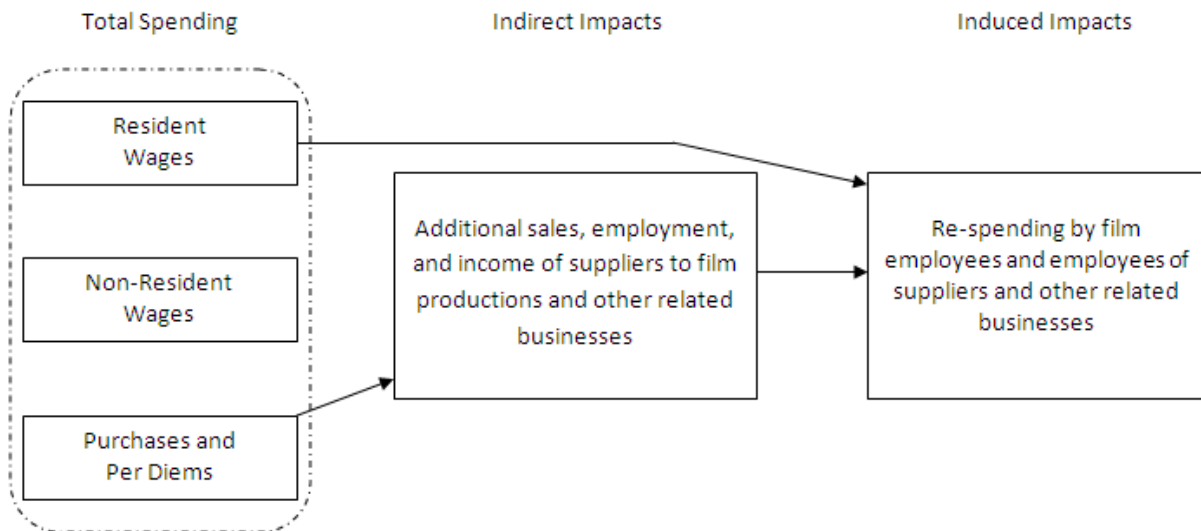 Total Spending
Indirect Impacts
Induced Impacts
Resident
Wages
Non-Resident
Wages
Purchases and
Per Diems
Additional sales, employment,
and income of suppliers to film
productions and other related
businesses
Re-spending by film
employees and employees of
suppliers and other related
businesses